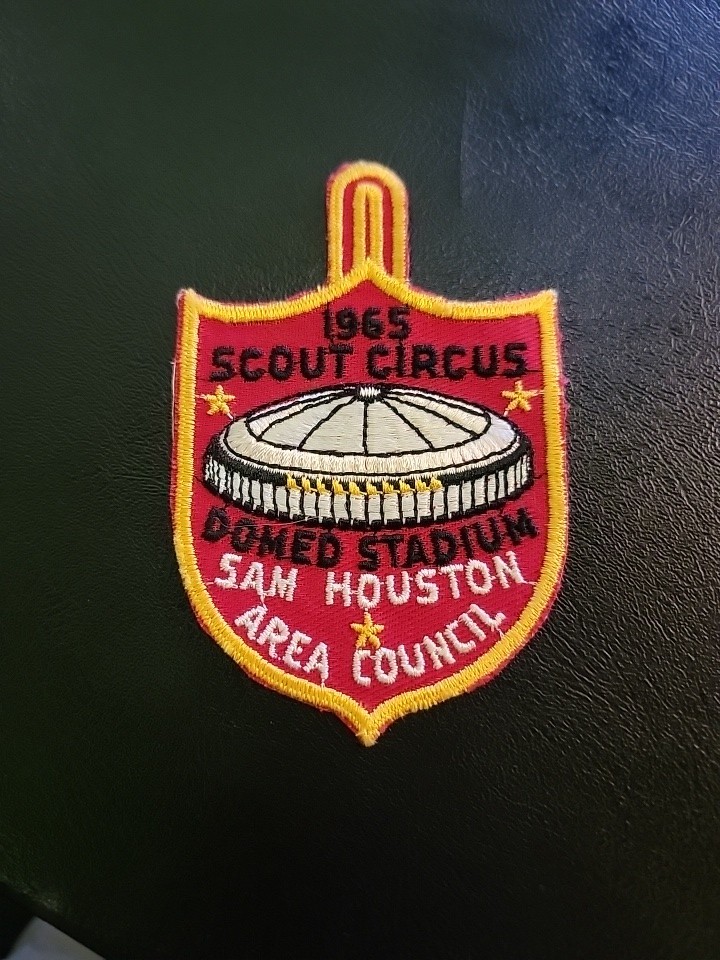 1965
SCOUT CIRCUS
DOMED STADIUM
SAM HOUSTON
AREA COUNCIL